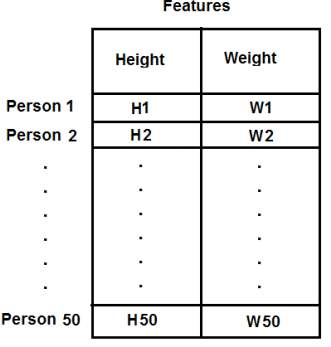 Features
Height Weight
Person 1 H1 W1
Person 2 H2 W2
. . .
. . .
. . .
. . .
. . .
. . .
Person 50 H50 W50